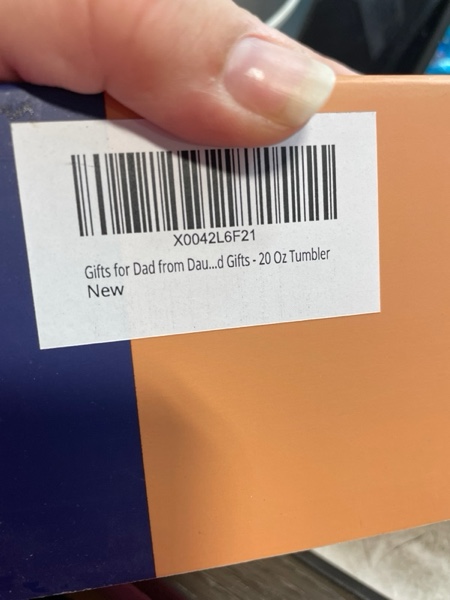 X0042L6F21
Gifts for Dad from Dau...d Gifts - 20 Oz Tumbler
New